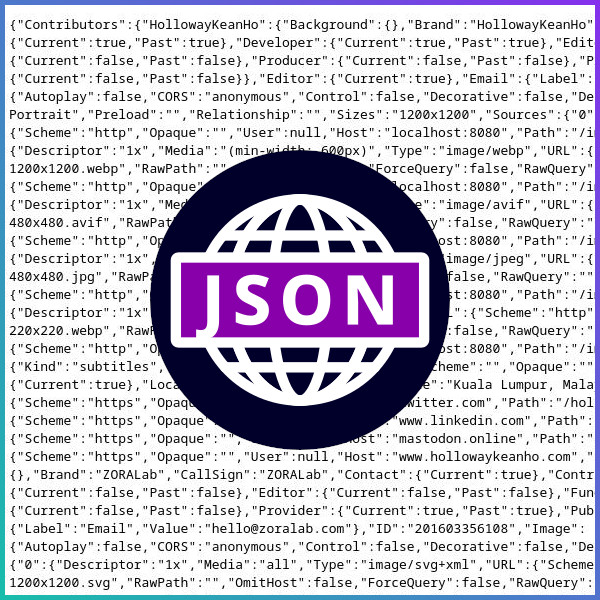 {"Contributors":{"HollowayKeanHo":{"Background":{},"Brand":"HollowayKeanHo"
{"Current":true,"Past":true},"Developer":{"Current":true,"Past":true},"Edit
{"Current":false,"Past":false},"Producer":{"Current":false,"Past":false},"P
{"Current":false,"Past":false}},"Editor":{"Current":true},"Email":{"Label":
{"Autoplay":false,"CORS":"anonymous","Control":false,"Decorative":false,"De
Portrait","Preload":"","Relationship":"","Sizes":"1200x1200","Sources":{"0"
{"Scheme":"http","Opaque":"","User":null,"Host":"localhost:8080","Path":"/i
{"Descriptor":"1x","Media":"(min-width: 600px)","Type":"image/webp","URL":{
1200x1200.webp","RawPath":"" ForceQuery":false,"RawQuery"
{"Scheme":"http","Opaque" localhost:8080","Path":"/i
{"Descriptor":"1x","Med e":"image/avif","URL":{
480x480.avif","RawPat ry":false,"RawQuery":
{"Scheme":"http","Op ost:8080","Path":"/i
{"Descriptor":"1x", image/jpeg","URL":{
480x480.jpg","RawPa false,"RawQuery":""
{"Scheme":"http","O :8080","Path":"/i
{"Descriptor":"1x" L":{"Scheme":"http"
220x220.webp","RawP false,"RawQuery":"
{"Scheme":"http","Op ost:8080","Path":"/i
{"Kind":"subtitles", cheme":"","Opaque":""
{"Current":true},"Loca e":"Kuala Lumpur, Mala
{"Scheme":"https","Opaqu witter.com","Path":"/hol
{"Scheme":"https","Opaque "www.linkedin.com","Path":
{"Scheme":"https","Opaque":"", ost":"mastodon.online","Path":"
{"Scheme":"https","Opaque":"","User":null,"Host":"www.hollowaykeanho.com","
{},"Brand":"ZORALab","CallSign":"ZORALab","Contact":{"Current":true},"Contr
{"Current":false,"Past":false},"Editor":{"Current":false,"Past":false},"Fun
{"Current":false,"Past":false},"Provider":{"Current":true,"Past":true},"Pub
{"Label":"Email","Value":"hello@zoralab.com"},"ID":"201603356108","Image":
{"Autoplay":false,"CORS":"anonymous","Control":false,"Decorative":false,"De
{"0":{"Descriptor":"1x","Media":"all","Type":"image/svg+xml","URL":{"Scheme
1200x1200.svg","RawPath":"","OmitHost":false,"ForceQuery":false,"RawQuery":
JSON